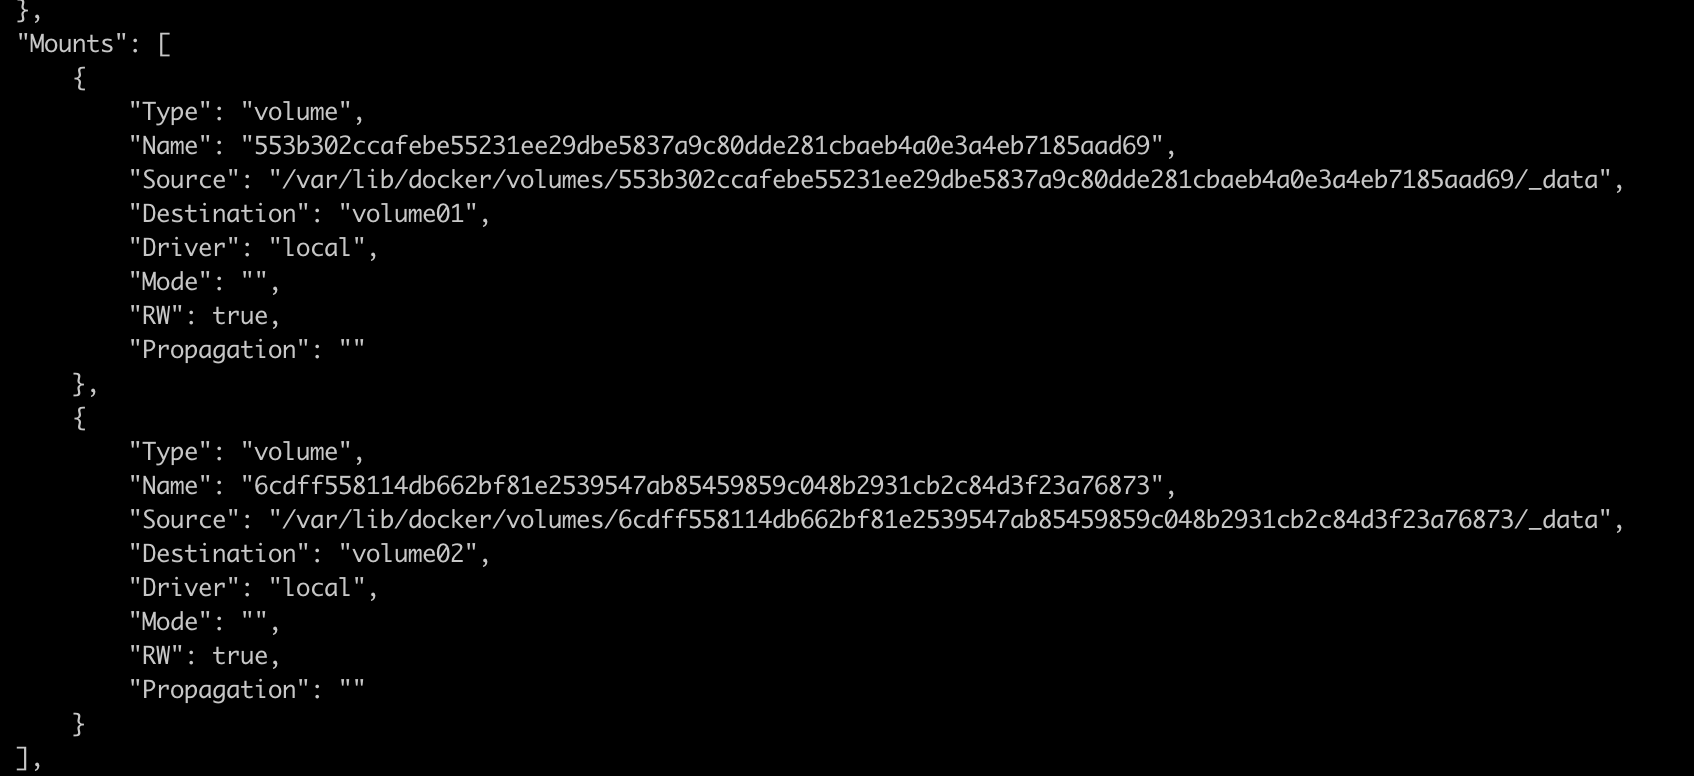 },
"Mounts": [
    {
        "Type": "volume",
        "Name": "553b302ccafebe55231ee29dbe5837a9c80dde281cbaeb4a0e3a4eb7185aad69",
        "Source": "/var/lib/docker/volumes/553b302ccafebe55231ee29dbe5837a9c80dde281cbaeb4a0e3a4eb7185aad69/_data",
        "Destination": "volume01",
        "Driver": "local",
        "Mode": "",
        "RW": true,
        "Propagation": ""
    },
    {
        "Type": "volume",
        "Name": "6cdff558114db662bf81e2539547ab85459859c048b2931cb2c84d3f23a76873",
        "Source": "/var/lib/docker/volumes/6cdff558114db662bf81e2539547ab85459859c048b2931cb2c84d3f23a76873/_data",
        "Destination": "volume02",
        "Driver": "local",
        "Mode": "",
        "RW": true,
        "Propagation": ""
    }
],